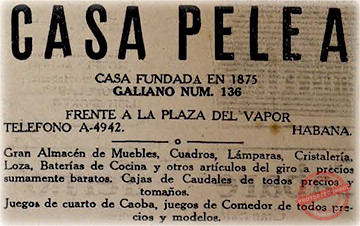 CASA PELEA
CASA FUNDADA EN 1875
GALIANO NUM. 136
FRENTE A LA PLAZA DEL VAPOR
TELEFONO A-4942. HABANA.
Gran Almacén de Muebles, Cuadros, Lámparas, Cristalería.
Loza, Baterías de Cocina y otros artículos del giro a precios
sumamente baratos. Cajas de Caudales de todos precios y
tomaños.
Juegos de cuarto de Caoba, juegos de Comedor de todos pre-
cios y modelos.